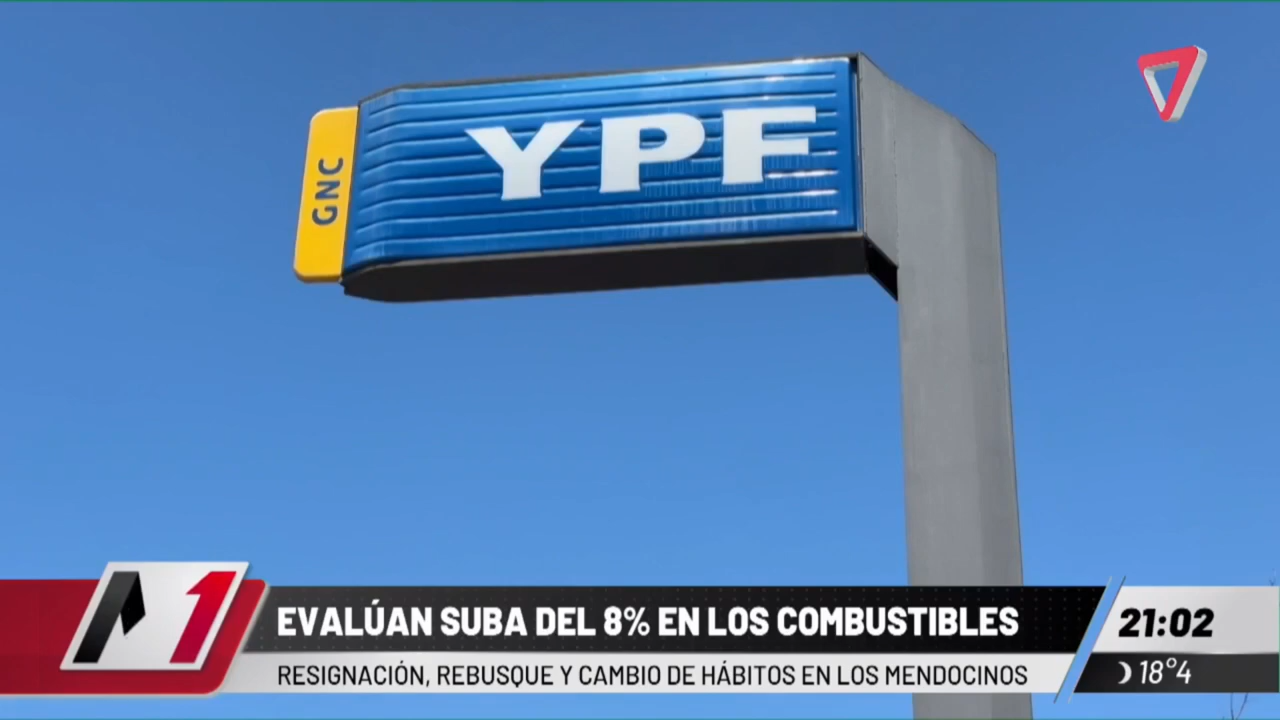 GNC
YPF
M1
EVALÚAN SUBA DEL 8% EN LOS COMBUSTIBLES
RESIGNACIÓN, REBUSQUE Y CAMBIO DE HÁBITOS EN LOS MENDOCINOS
21:02
18°4